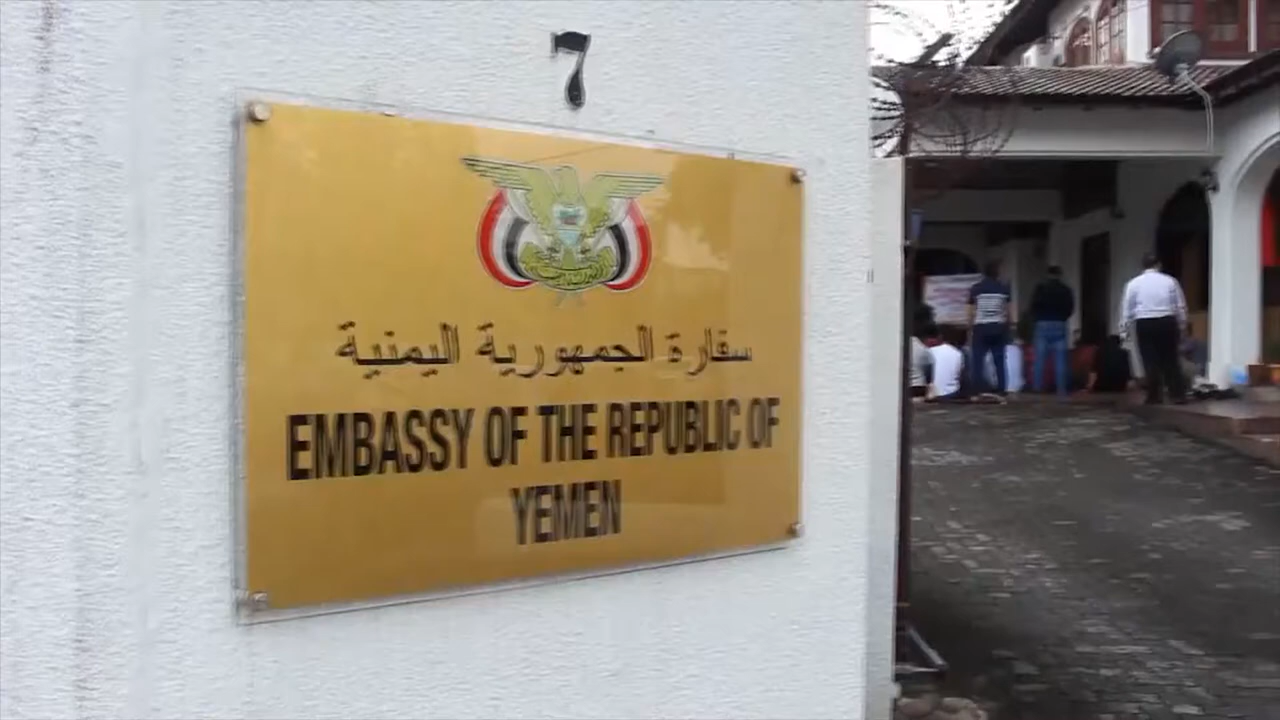 7
سفارة الجمهورية اليمنية
EMBASSY OF THE REPUBLIC OF
YEMEN